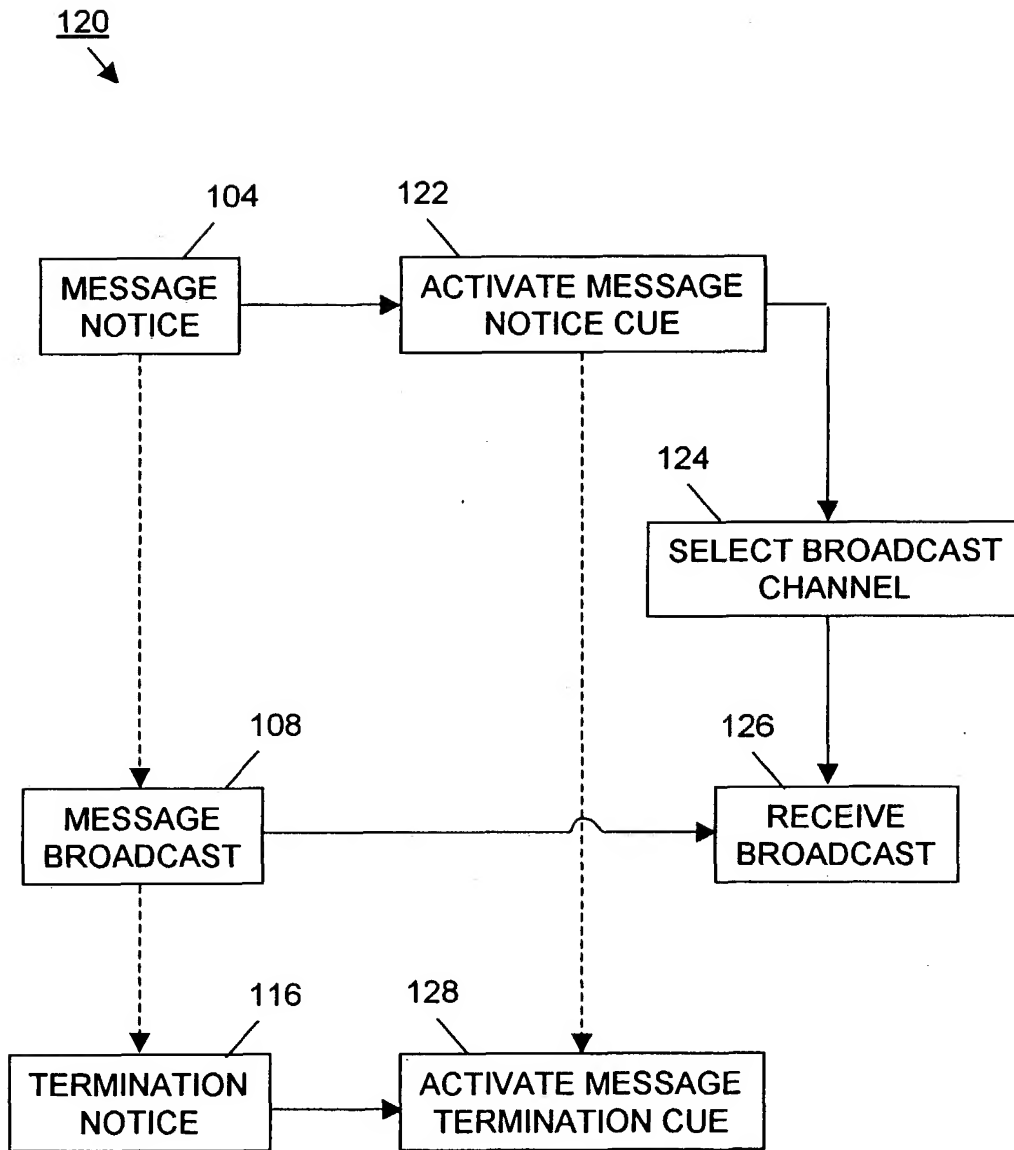 120
104
122
MESSAGE
NOTICE
ACTIVATE MESSAGE
NOTICE CUE
124
SELECT BROADCAST
CHANNEL
108
126
MESSAGE
BROADCAST
RECEIVE
BROADCAST
116
128
TERMINATION
NOTICE
ACTIVATE MESSAGE
TERMINATION CUE